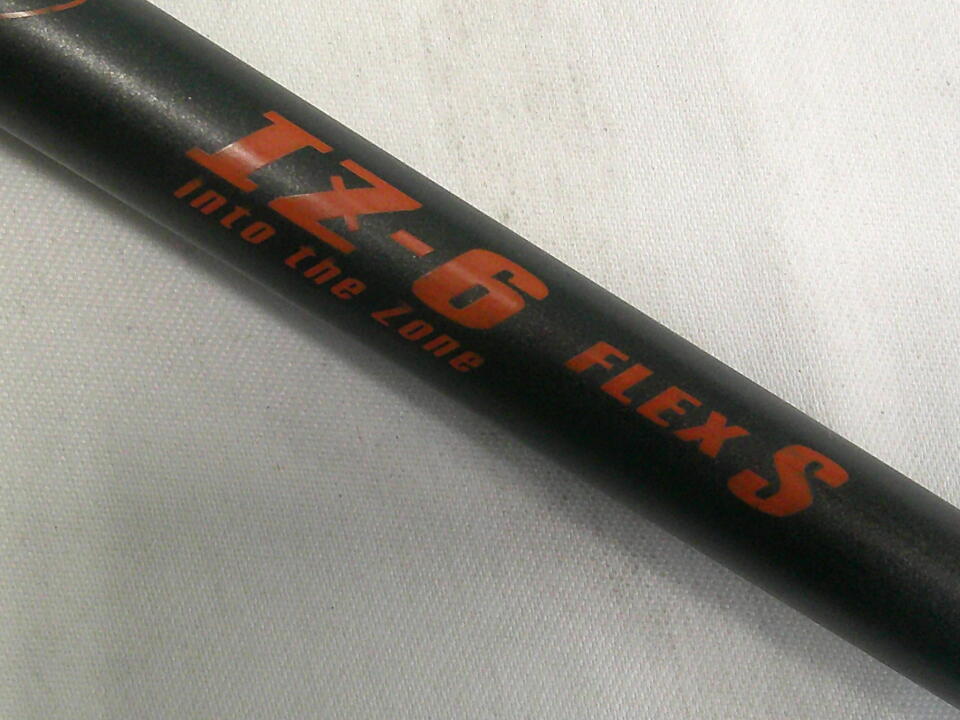 IZ-6
into the Zone
FLEX S